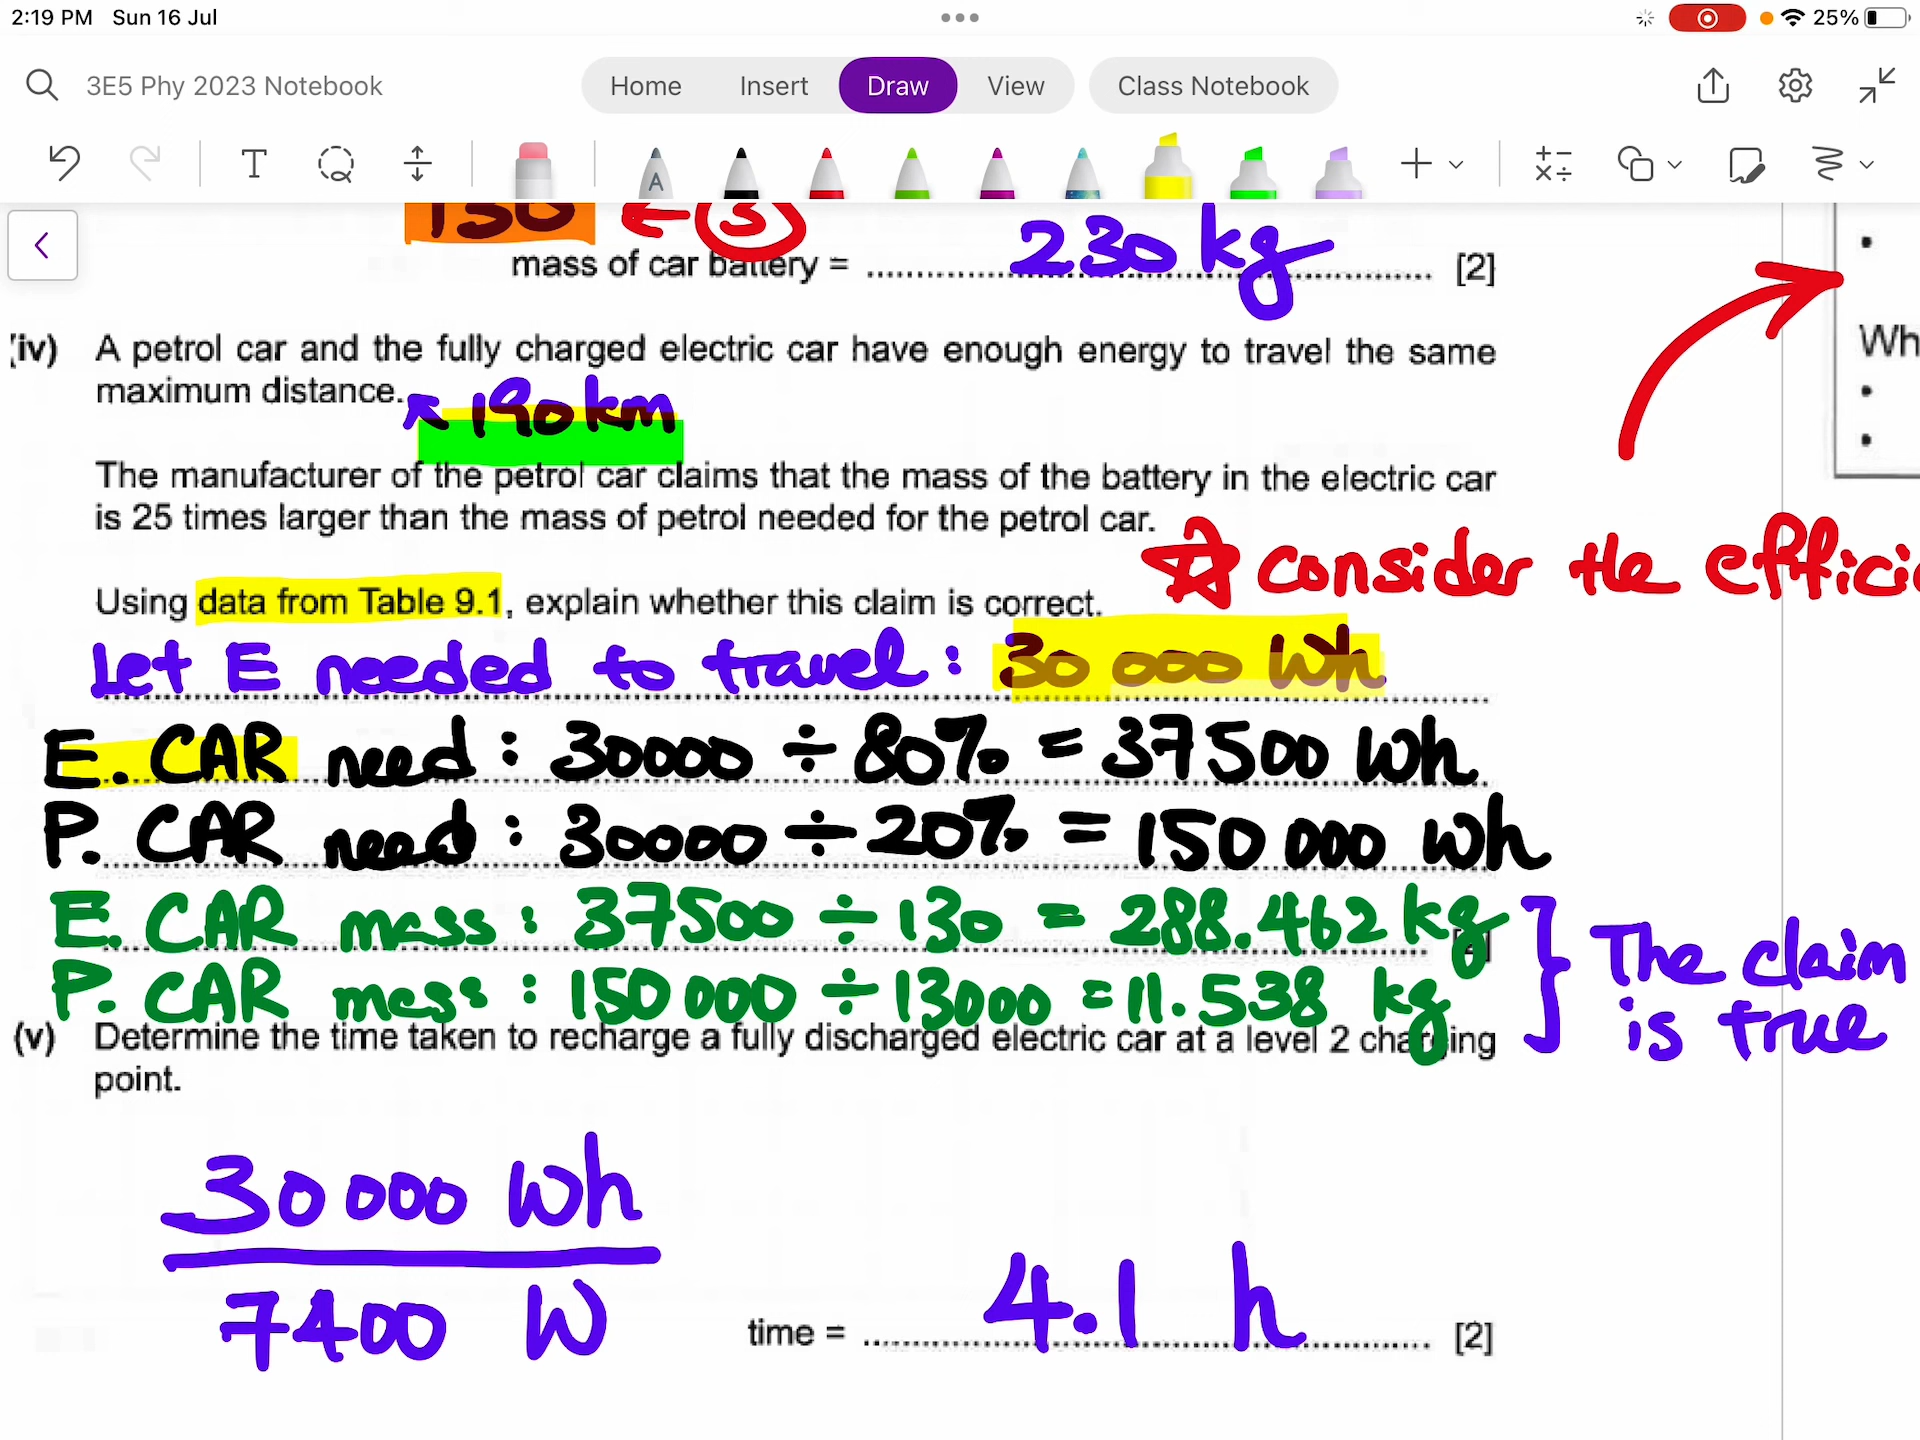 2:19 PM Sun 16 Jul
25%
3E5 Phy 2023 Notebook
Home Insert Draw View Class Notebook
T
A
130 ← 3
mass of car battery = 230 kg [2]
(iv) A petrol car and the fully charged electric car have enough energy to travel the same
maximum distance.
190km
Wh
The manufacturer of the petrol car claims that the mass of the battery in the electric car
is 25 times larger than the mass of petrol needed for the petrol car.
☆ consider the effici
Using data from Table 9.1, explain whether this claim is correct.
Let E needed to travel : 30 000 Wh
E. CAR need : 30000 ÷ 80% = 37500 Wh
P. CAR need : 30000 ÷ 20% = 150 000 Wh
E. CAR mass : 37500 ÷ 130 = 288.462 kg
P. CAR mass : 150 000 ÷ 13000 = 11.538 kg
} The claim
is true
(v) Determine the time taken to recharge a fully discharged electric car at a level 2 charging
point.
30 000 Wh
7400 W
time = 4.1 h [2]